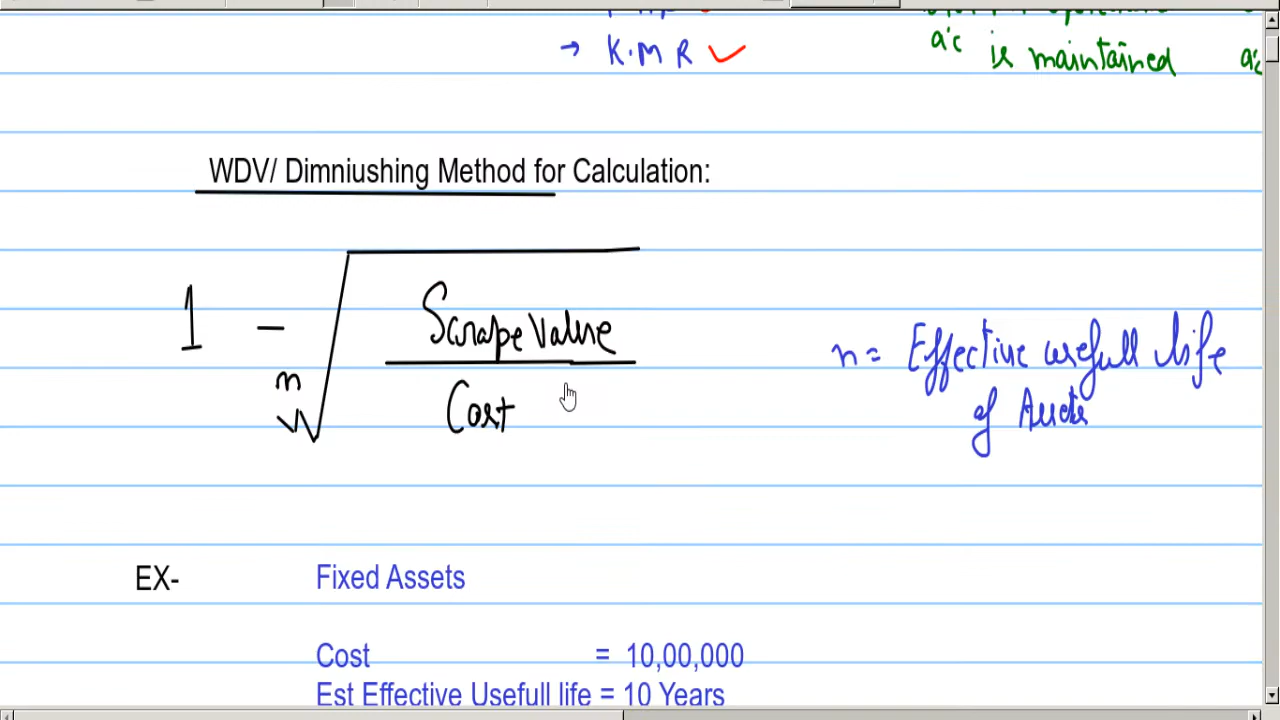 → K.M R ✓
a/c is maintained a/c
WDV/ Dimniushing Method for Calculation:
1 - n√ Scrape Value
Cost
n = Effective usefull life
of Assets
EX- Fixed Assets
Cost = 10,00,000
Est Effective Usefull life = 10 Years